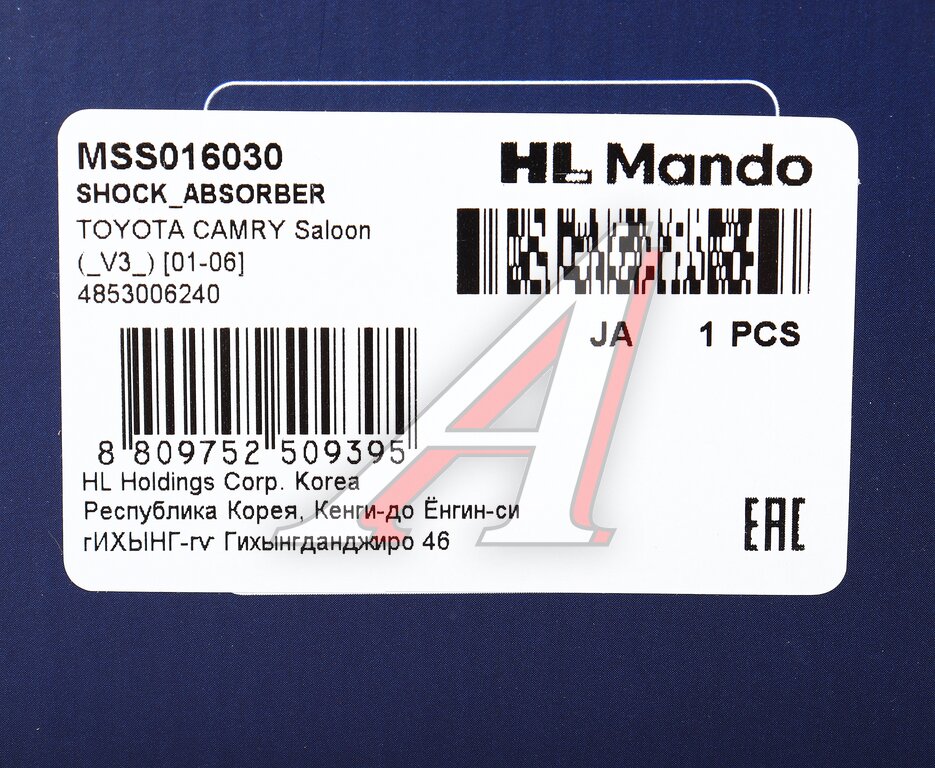 MSS016030
HL Mando
SHOCK_ABSORBER
TOYOTA CAMRY Saloon
(_V3_) [01-06]
4853006240
JA 1 PCS
8 809752 509395
HL Holdings Corp. Korea
Республика Корея, Кенги-до Ёнгин-си
гИХЫНГ-гv Гихынгданджиро 46
EAC